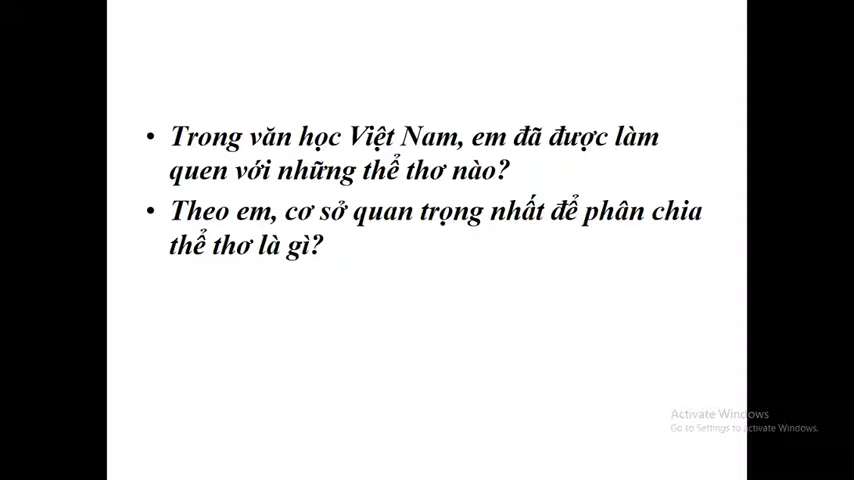 • Trong văn học Việt Nam, em đã được làm
quen với những thể thơ nào?
• Theo em, cơ sở quan trọng nhất để phân chia
thể thơ là gì?
Activate Windows
Go to Settings to activate Windows.